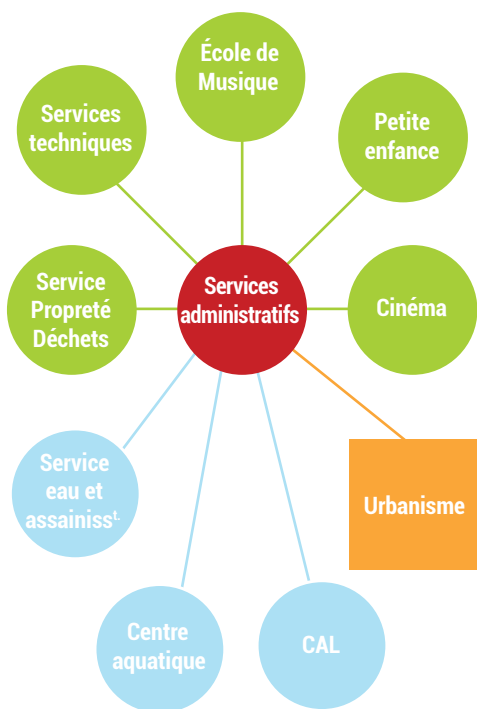 École de
Musique
Services
techniques
Petite
enfance
Service
Propreté
Déchets
Services
administratifs
Cinéma
Service
eau et
assainissᵗ.
Urbanisme
Centre
aquatique
CAL